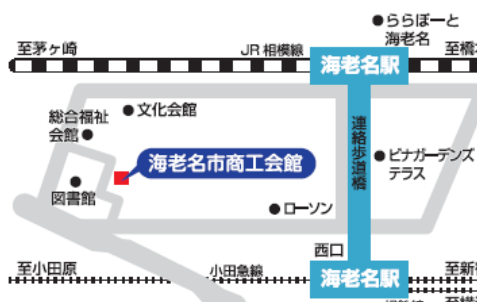 ららぽーと
海老名
至茅ヶ崎
JR相模線
海老名駅
至橋
総合福祉
会館
文化会館
連絡歩道橋
海老名市商工会館
ビナガーデンズ
テラス
図書館
ローソン
西口
至小田原
小田急線
海老名駅
至新